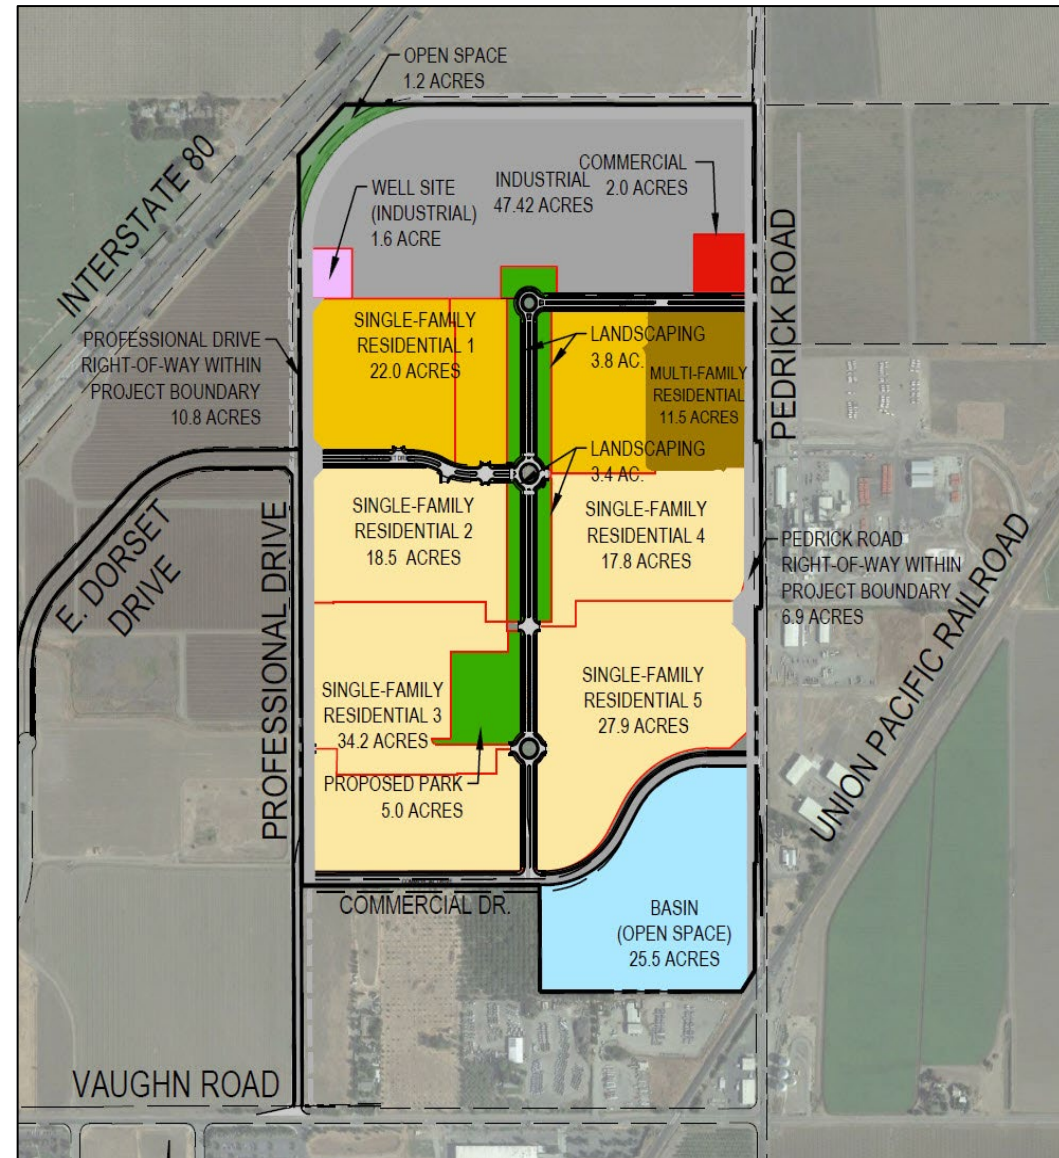 OPEN SPACE
1.2 ACRES
INTERSTATE 80
WELL SITE
(INDUSTRIAL)
1.6 ACRE
INDUSTRIAL
47.42 ACRES
COMMERCIAL
2.0 ACRES
PEDRICK ROAD
PROFESSIONAL DRIVE
RIGHT-OF-WAY WITHIN
PROJECT BOUNDARY
10.8 ACRES
SINGLE-FAMILY
RESIDENTIAL 1
22.0 ACRES
LANDSCAPING
3.8 AC.
MULTI-FAMILY
RESIDENTIAL
11.5 ACRES
LANDSCAPING
3.4 AC.
E. DORSET
DRIVE
PROFESSIONAL DRIVE
SINGLE-FAMILY
RESIDENTIAL 2
18.5 ACRES
SINGLE-FAMILY
RESIDENTIAL 4
17.8 ACRES
PEDRICK ROAD
RIGHT-OF-WAY WITHIN
PROJECT BOUNDARY
6.9 ACRES
UNION PACIFIC RAILROAD
SINGLE-FAMILY
RESIDENTIAL 3
34.2 ACRES
SINGLE-FAMILY
RESIDENTIAL 5
27.9 ACRES
PROPOSED PARK
5.0 ACRES
COMMERCIAL DR.
BASIN
(OPEN SPACE)
25.5 ACRES
VAUGHN ROAD